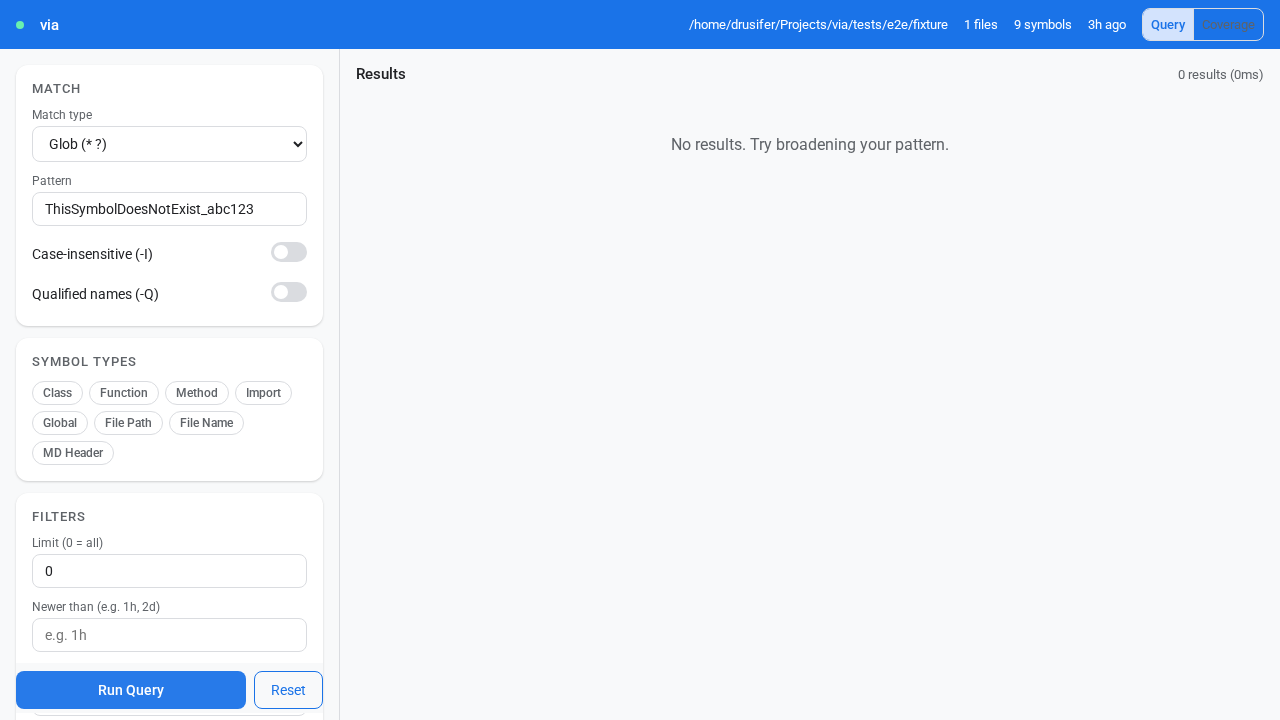 via
/home/drusifer/Projects/via/tests/e2e/fixture 1 files 9 symbols 3h ago Query Coverage
MATCH
Match type
Glob (* ?)
Pattern
ThisSymbolDoesNotExist_abc123
Case-insensitive (-I)
Qualified names (-Q)
SYMBOL TYPES
Class Function Method Import
Global File Path File Name
MD Header
FILTERS
Limit (0 = all)
0
Newer than (e.g. 1h, 2d)
e.g. 1h
Run Query Reset
Results 0 results (0ms)
No results. Try broadening your pattern.